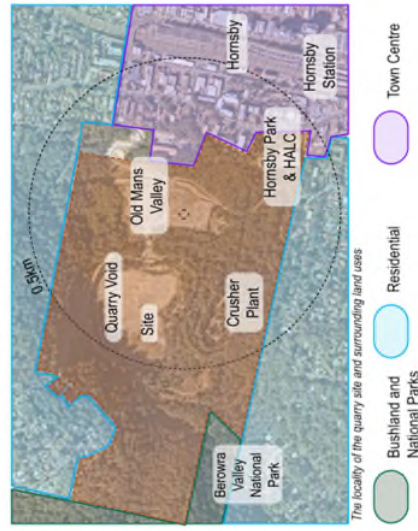 0.5km
Quarry Void
Site
Old Mans
Valley
Hornsby
Crusher
Plant
Hornsby Park
& HALC
Hornsby
Station
Berowra
Valley
National
Park
The locality of the quarry site and surrounding land uses
Bushland and
National Parks
Residential
Town Centre